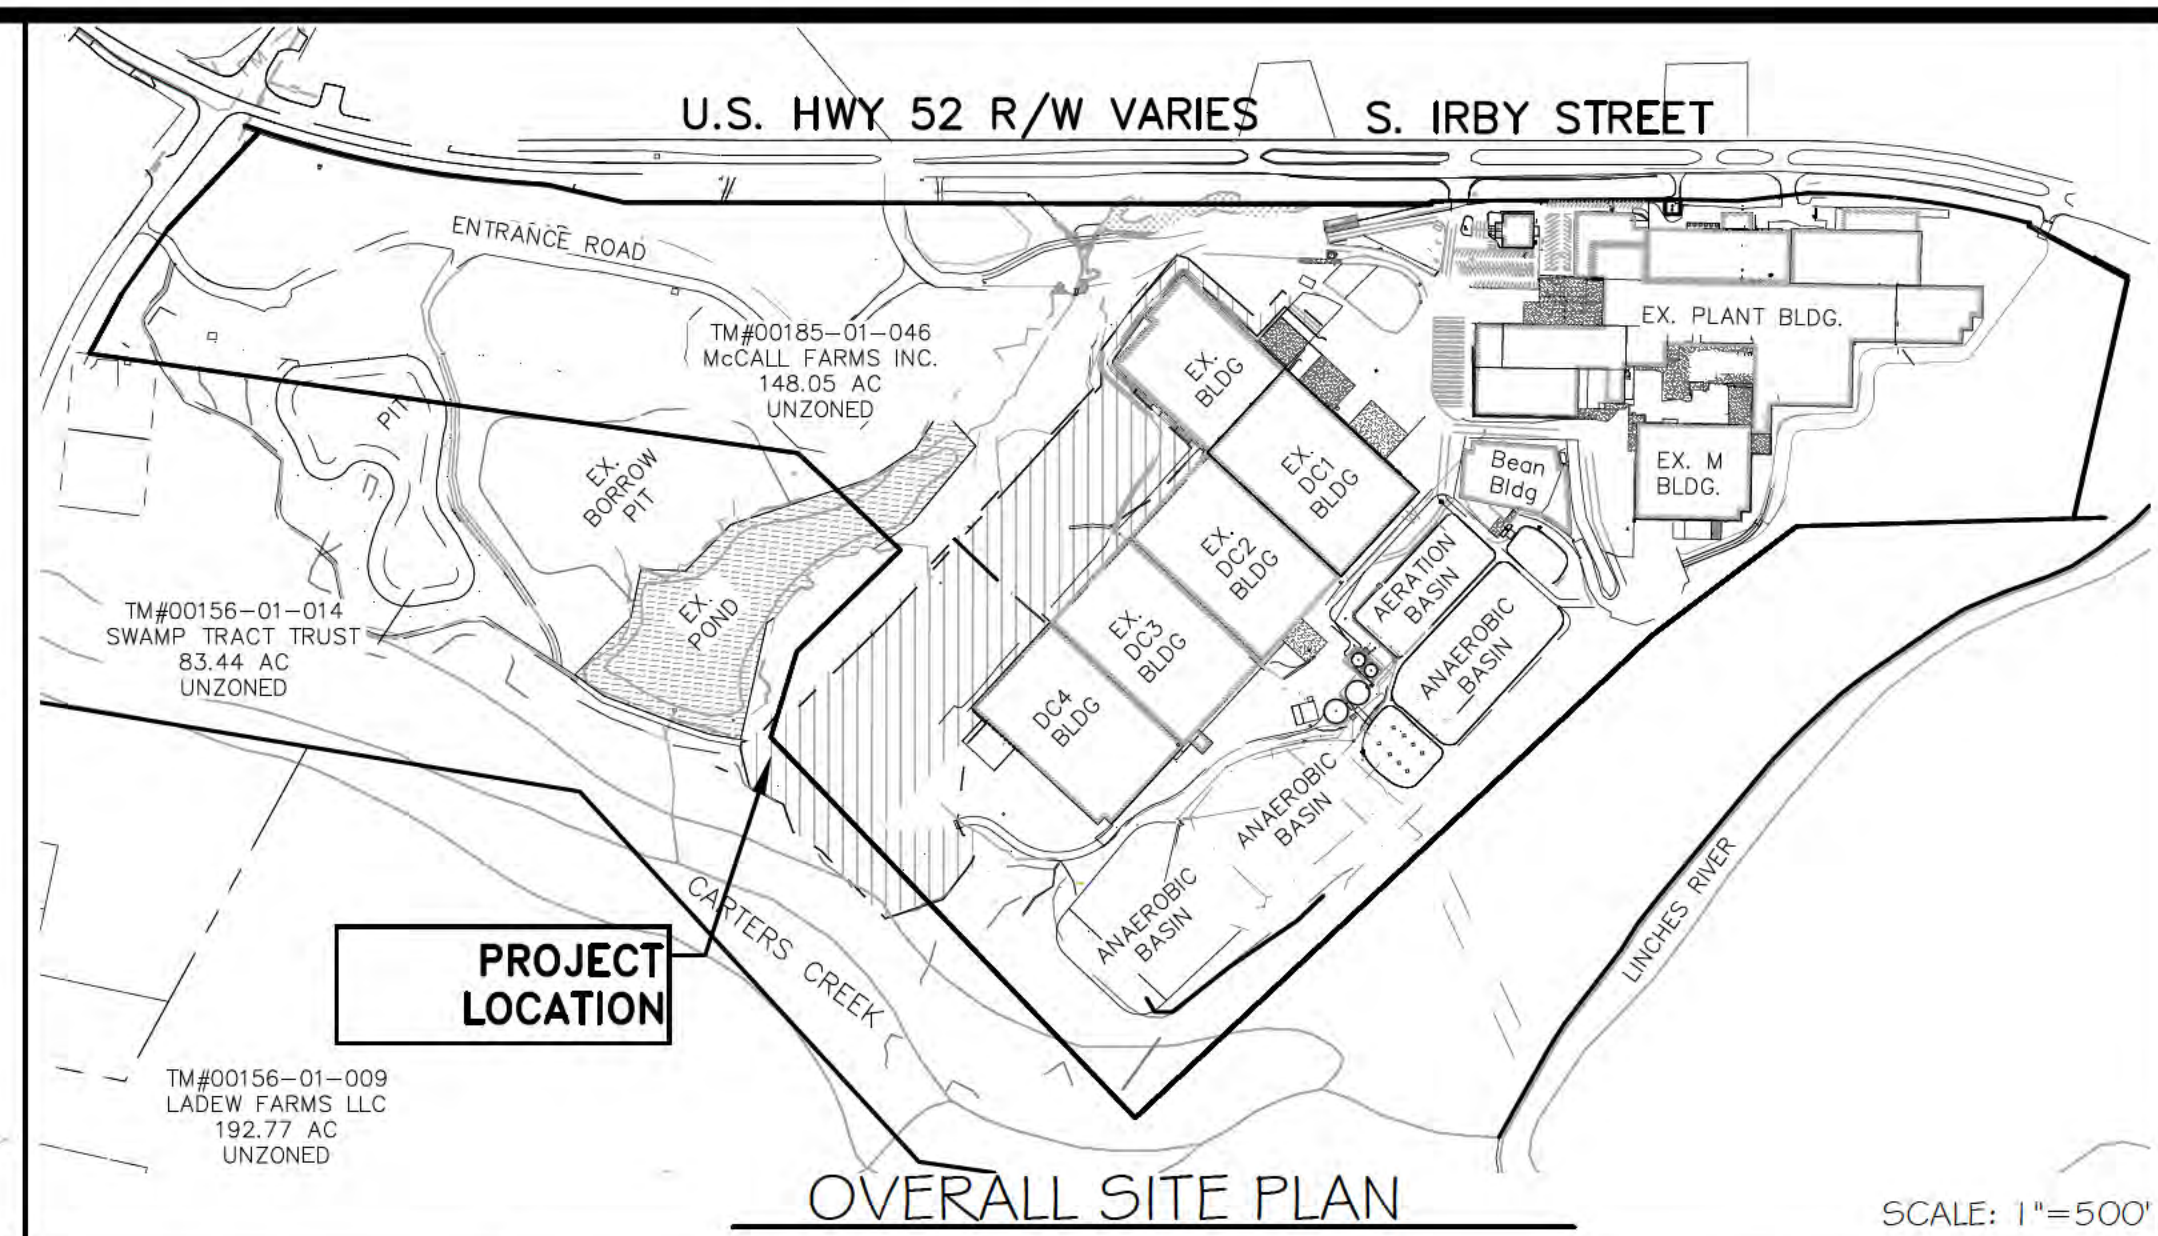 U.S. HWY 52 R/W VARIES S. IRBY STREET
ENTRANCE ROAD
TM#00185-01-046
McCALL FARMS INC.
148.05 AC
UNZONED
PIT
EX.
BORROW
PIT
EX.
POND
TM#00156-01-014
SWAMP TRACT TRUST
83.44 AC
UNZONED
EX.
BLDG
EX.
DC1
BLDG
EX.
DC2
BLDG
EX.
DC3
BLDG
DC4
BLDG
EX. PLANT BLDG.
EX. M
BLDG.
Bean
Bldg
AERATION
BASIN
ANAEROBIC
BASIN
ANAEROBIC
BASIN
ANAEROBIC
BASIN
LINCHES RIVER
CARTERS CREEK
PROJECT
LOCATION
TM#00156-01-009
LADEW FARMS LLC
192.77 AC
UNZONED
OVERALL SITE PLAN
SCALE: 1"=500'